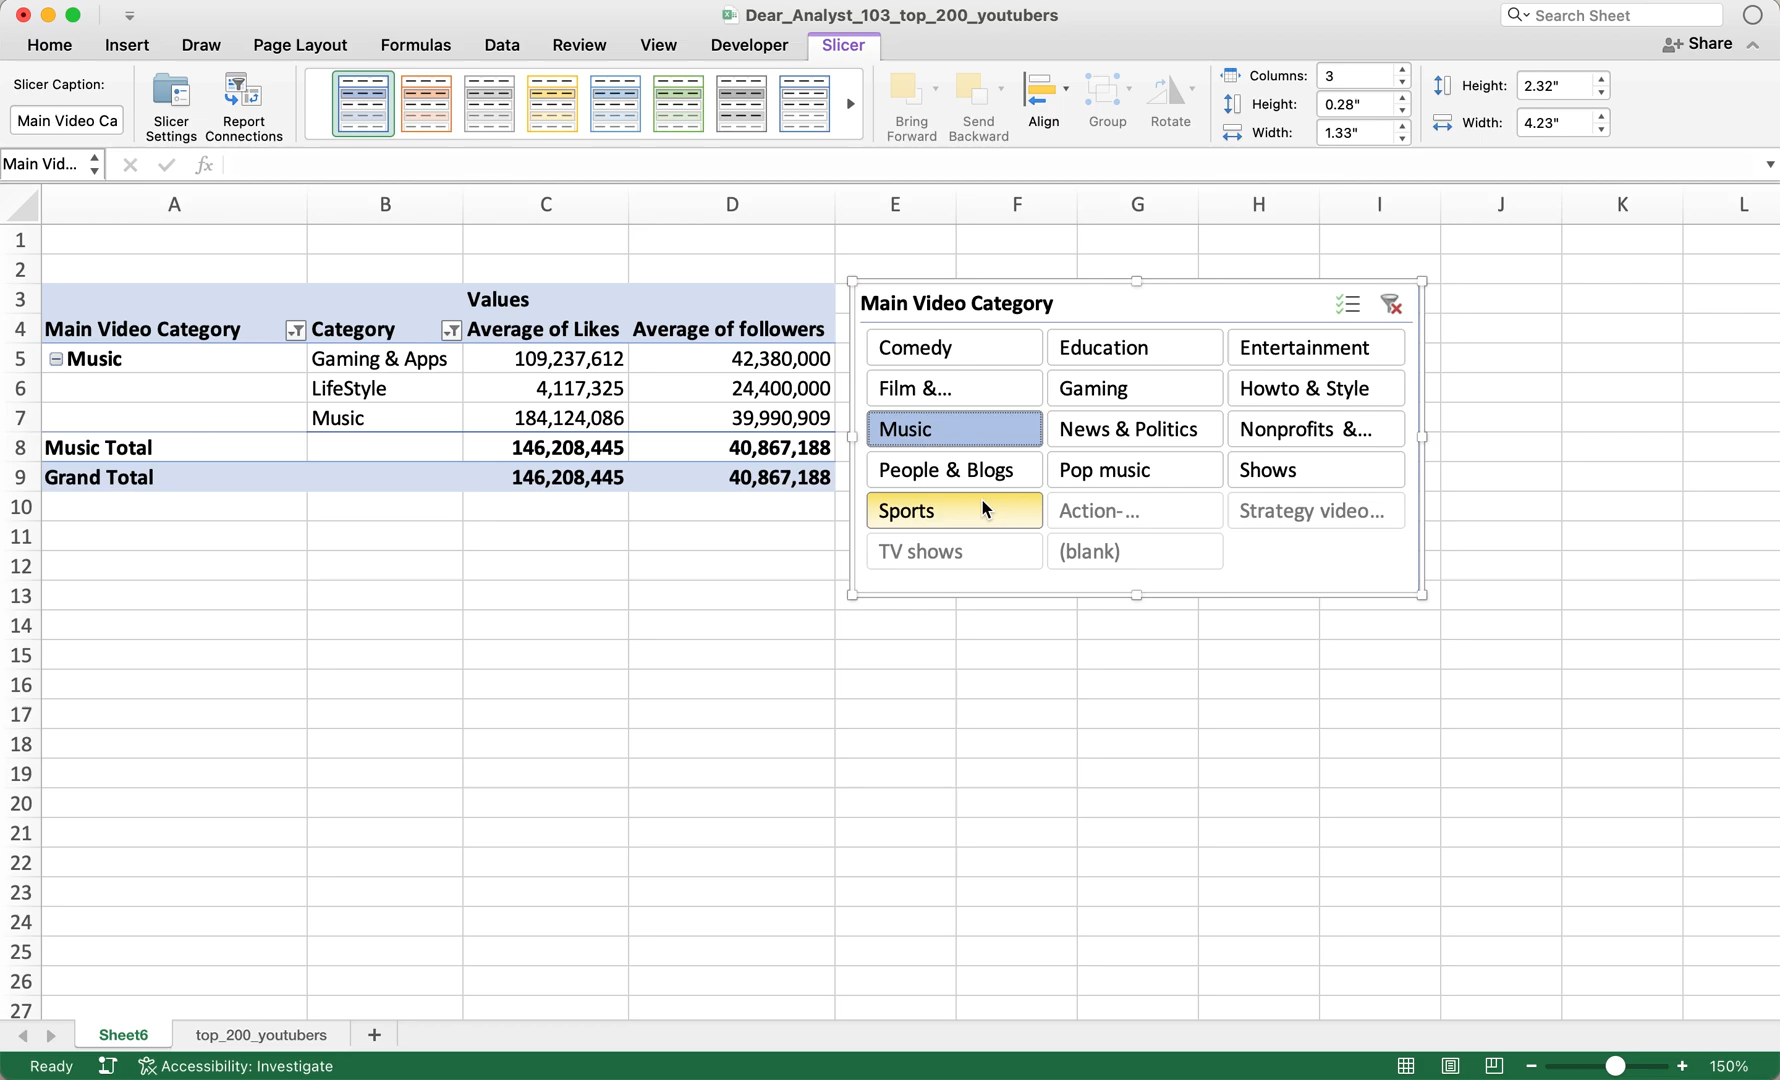 Dear_Analyst_103_top_200_youtubers
Search Sheet
Home Insert Draw Page Layout Formulas Data Review View Developer Slicer
Share
Slicer Caption:
Main Video Ca
Slicer Settings
Report Connections
Bring Forward
Send Backward
Align
Group
Rotate
Columns: 3
Height: 0.28"
Width: 1.33"
Height: 2.32"
Width: 4.23"
Main Vid... fx
A B C D E F G H I J K L
1
2
3 Values
4 Main Video Category Category Average of Likes Average of followers
5 Music Gaming & Apps 109,237,612 42,380,000
6 LifeStyle 4,117,325 24,400,000
7 Music 184,124,086 39,990,909
8 Music Total 146,208,445 40,867,188
9 Grand Total 146,208,445 40,867,188
10
11
12
13
14
15
16
17
18
19
20
21
22
23
24
25
26
27
Main Video Category
Comedy Education Entertainment
Film &... Gaming Howto & Style
Music News & Politics Nonprofits &...
People & Blogs Pop music Shows
Sports Action-... Strategy video...
TV shows (blank)
Sheet6 top_200_youtubers +
Ready Accessibility: Investigate 150%